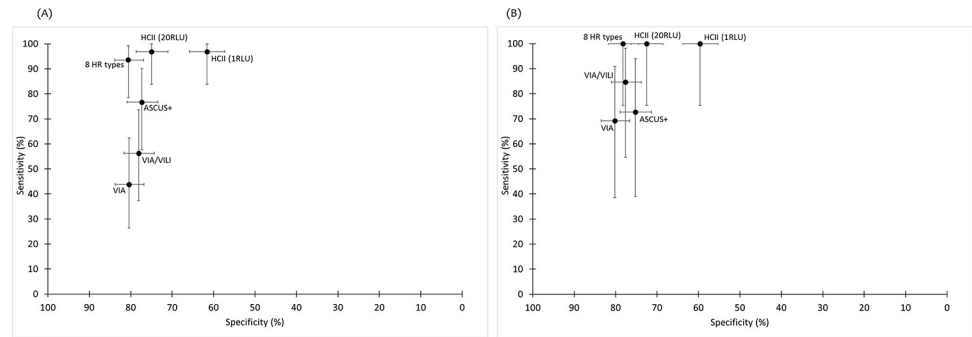 (A)
HCII (20RLU)
HCII (1RLU)
8 HR types
ASCUS+
VIA/VILI
VIA
Sensitivity (%)
100
90
80
70
60
50
40
30
20
10
0
100 90 80 70 60 50 40 30 20 10 0
Specificity (%)
(B)
8 HR types HCII (20RLU) HCII (1RLU)
VIA/VILI
ASCUS+
VIA
Sensitivity (%)
100
90
80
70
60
50
40
30
20
10
0
100 90 80 70 60 50 40 30 20 10 0
Specificity (%)